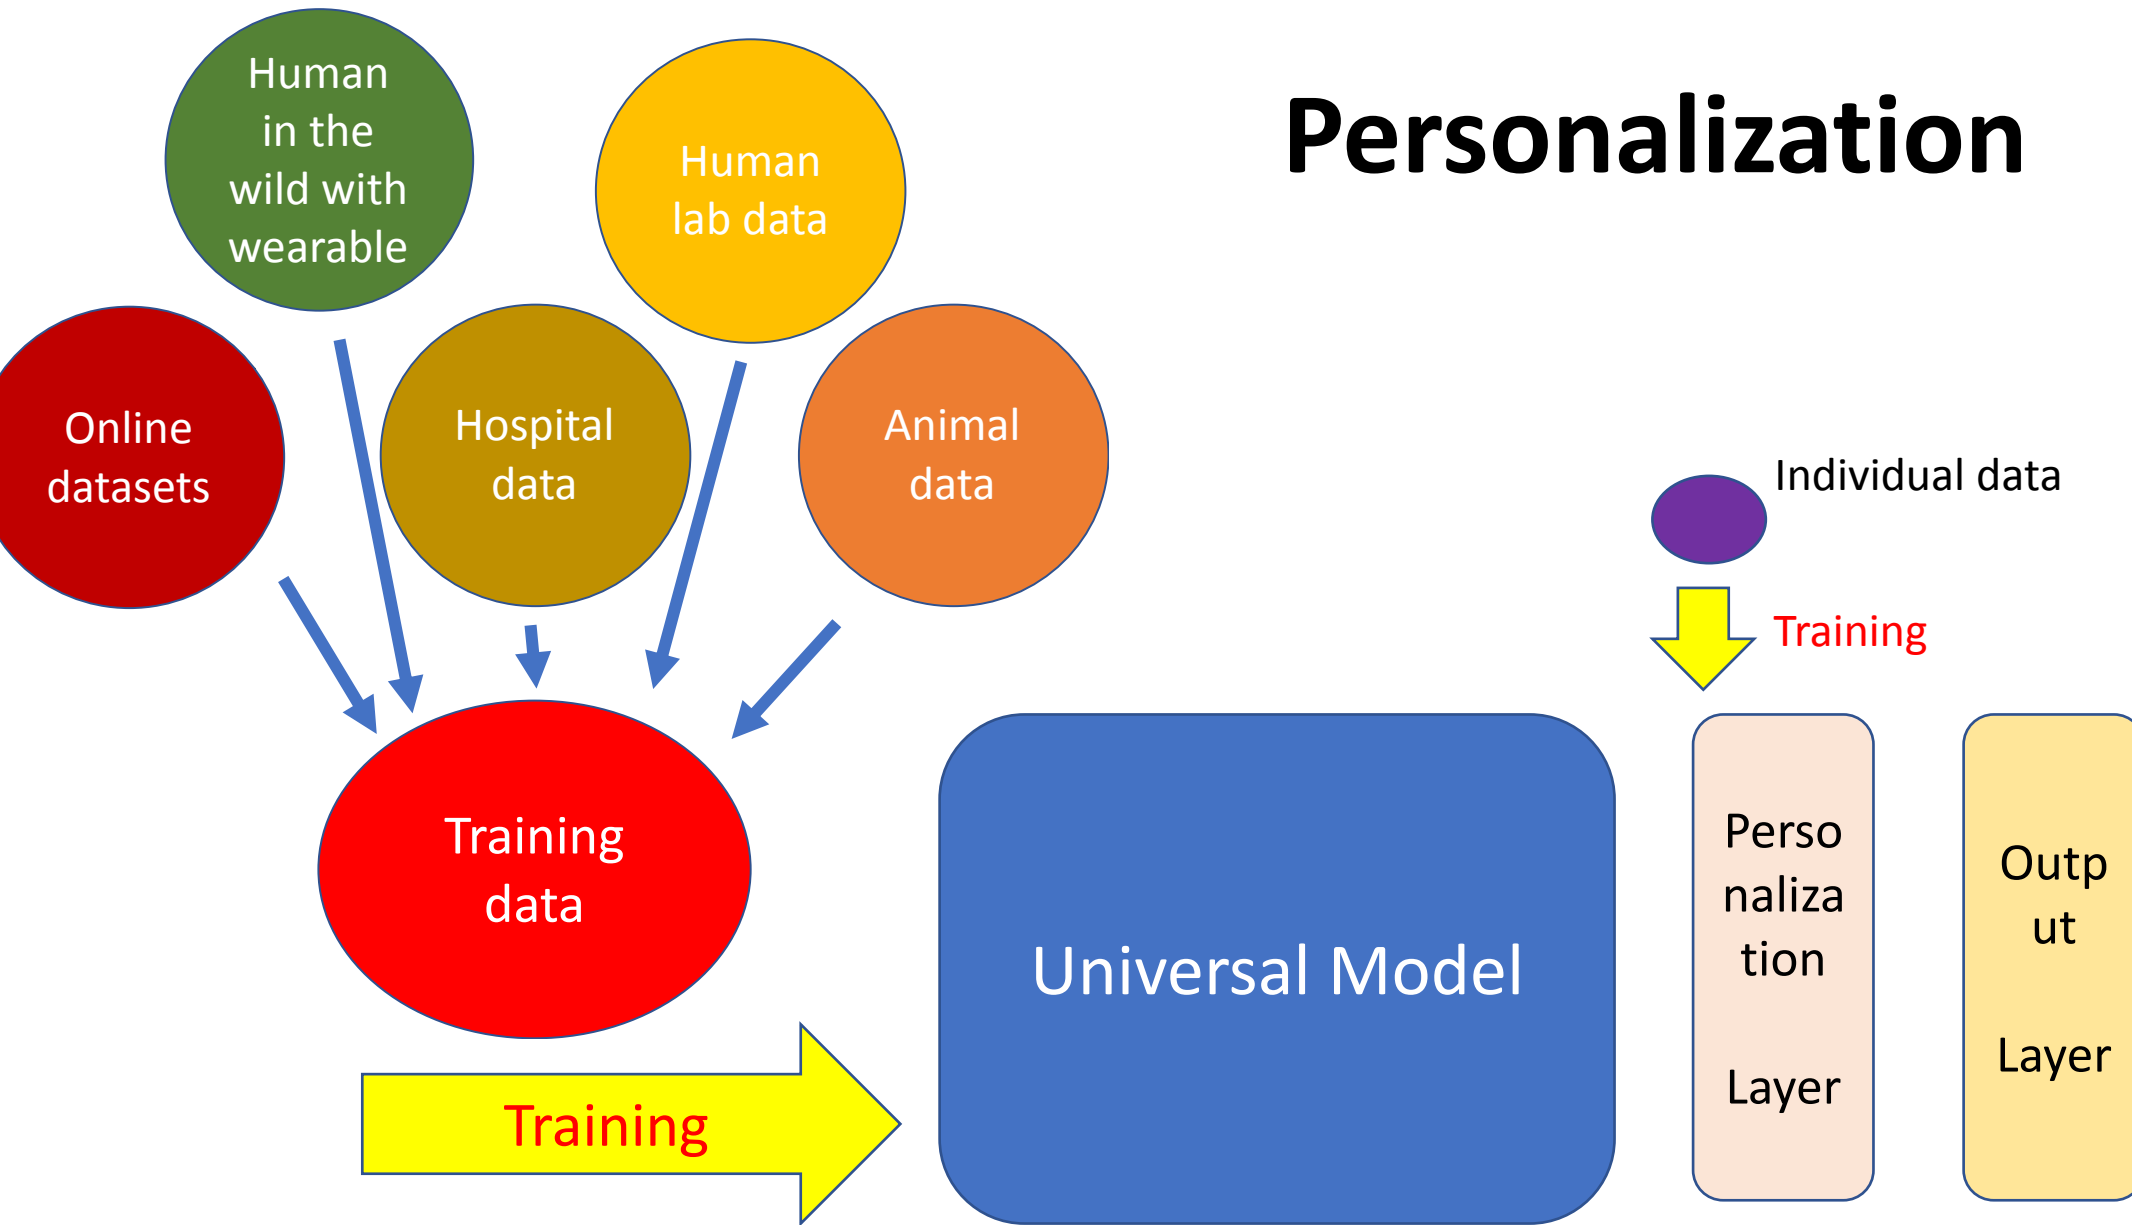 Personalization
Human
in the
wild with
wearable
Human
lab data
Online
datasets
Hospital
data
Animal
data
Individual data
Training
Training
data
Universal Model
Perso
naliza
tion
Layer
Outp
ut
Layer
Training